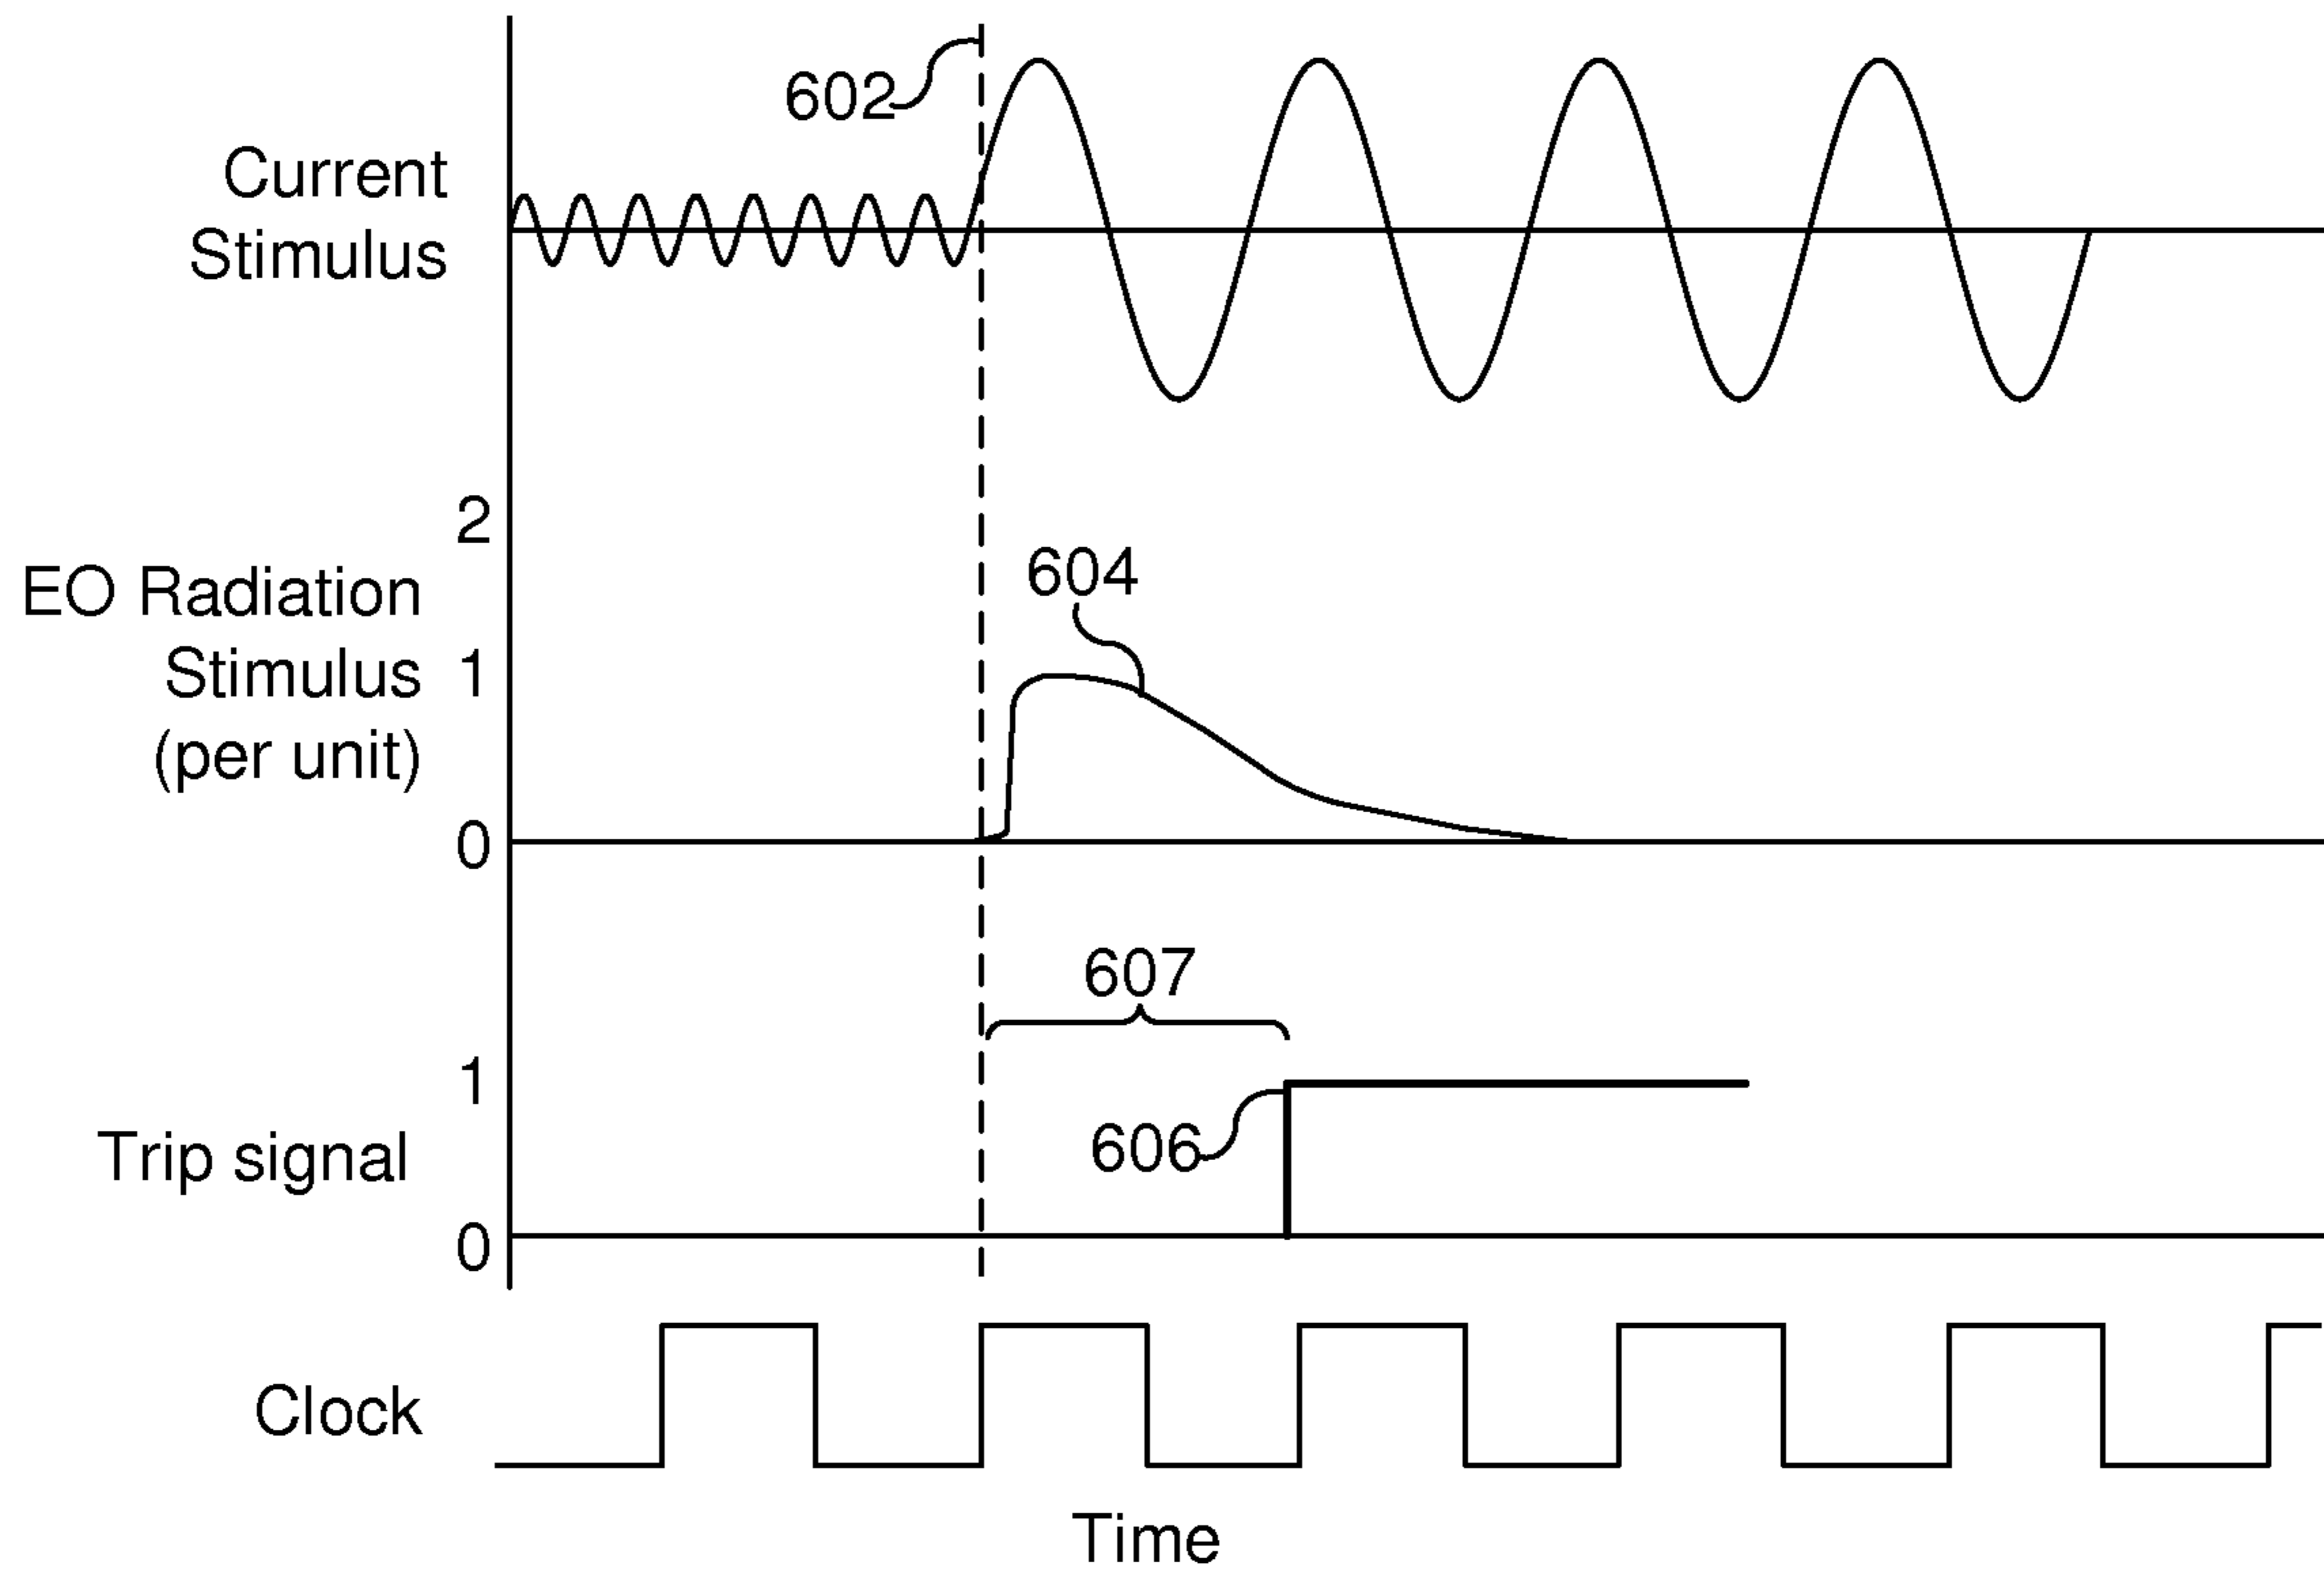 602
Current
Stimulus
2
604
EO Radiation
Stimulus
1
(per unit)
0
607
1
606
Trip signal
0
Clock
Time